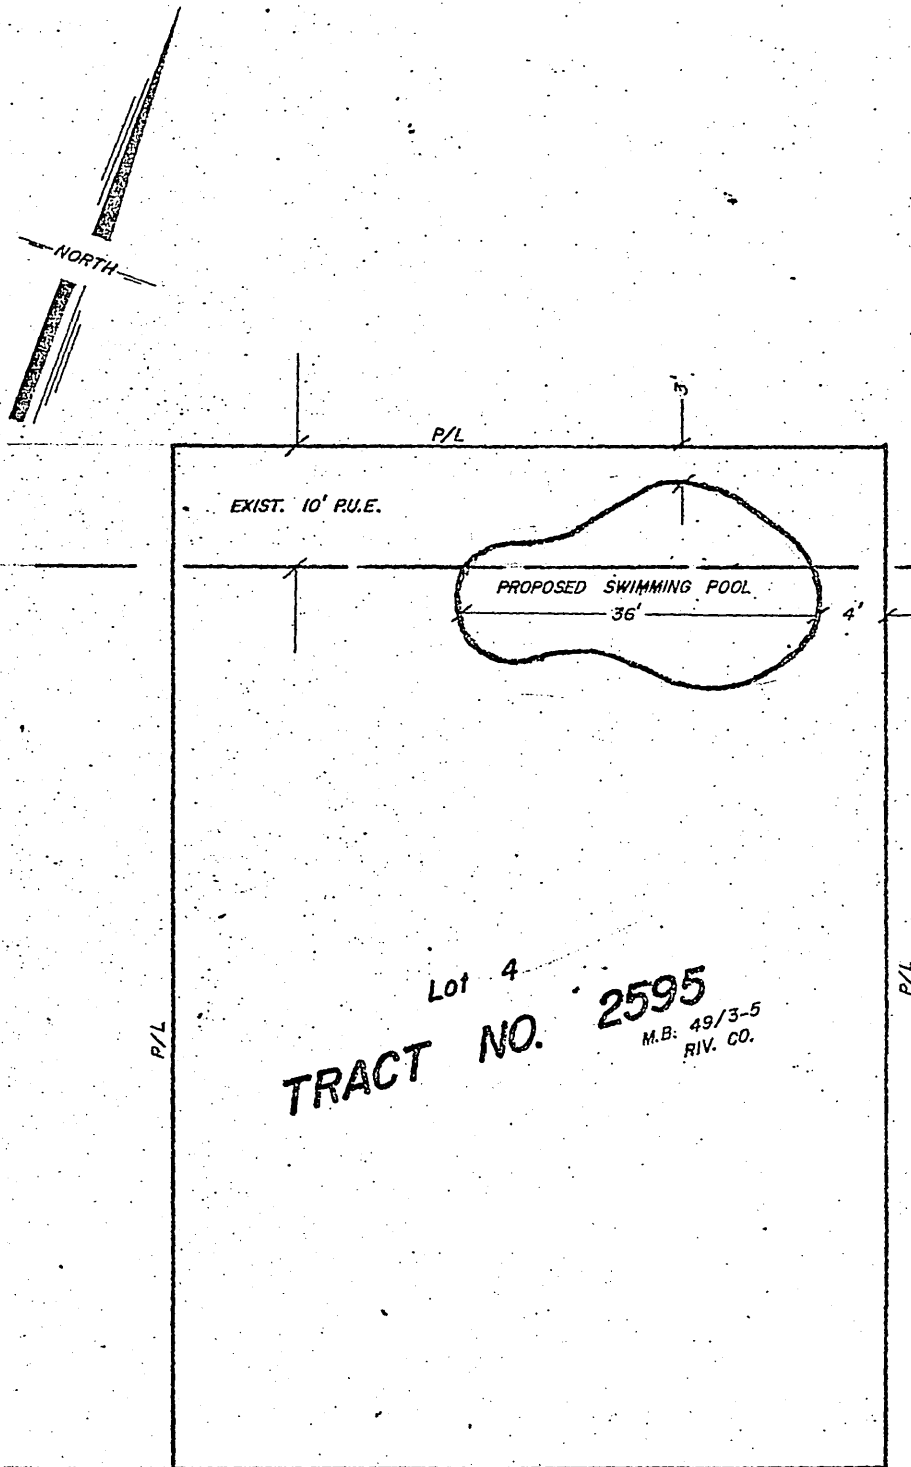 NORTH
3'
P/L
EXIST. 10' P.U.E.
PROPOSED SWIMMING POOL
36'
4'
Lot 4
TRACT NO. 2595
M.B: 49/3-5
RIV. CO.
P/L
P/L